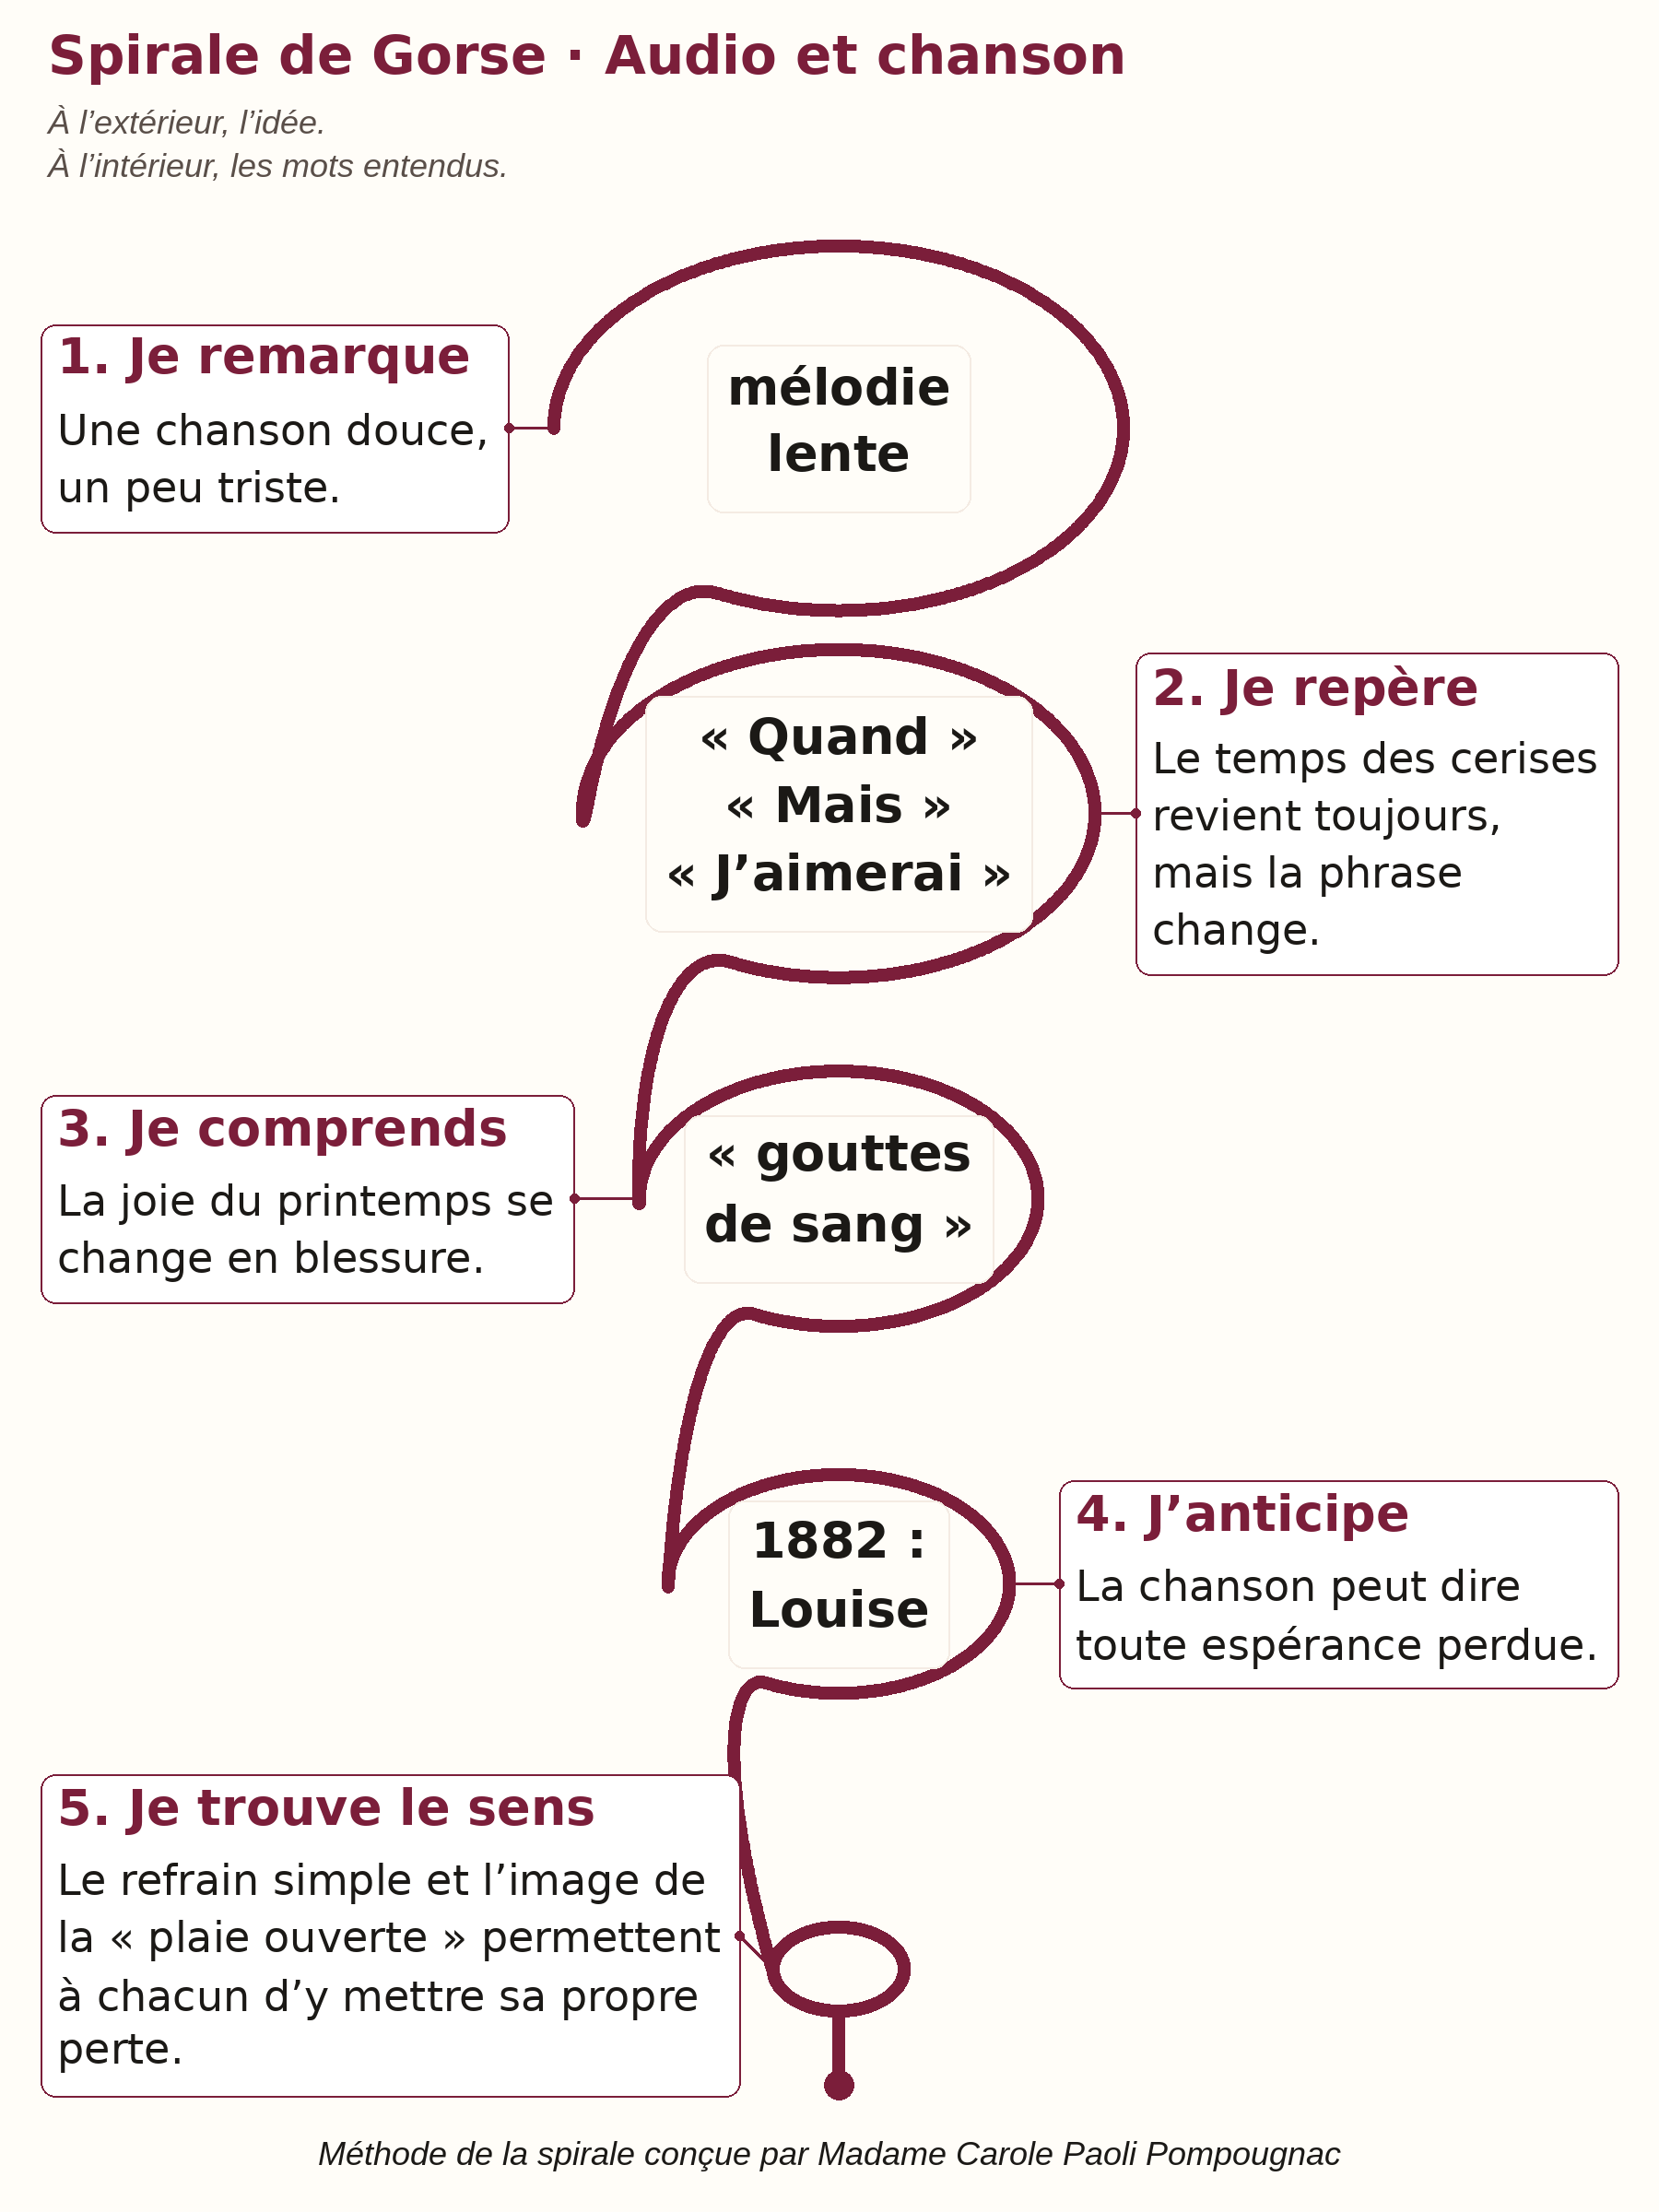 Spirale de Gorse · Audio et chanson
À l’extérieur, l’idée.
À l’intérieur, les mots entendus.
1. Je remarque
Une chanson douce,
un peu triste.
mélodie
lente
« Quand »
« Mais »
« J’aimerai »
2. Je repère
Le temps des cerises
revient toujours,
mais la phrase
change.
3. Je comprends
La joie du printemps se
change en blessure.
« gouttes
de sang »
1882 :
Louise
4. J’anticipe
La chanson peut dire
toute espérance perdue.
5. Je trouve le sens
Le refrain simple et l’image de
la « plaie ouverte » permettent
à chacun d’y mettre sa propre
perte.
Méthode de la spirale conçue par Madame Carole Paoli Pompougnac